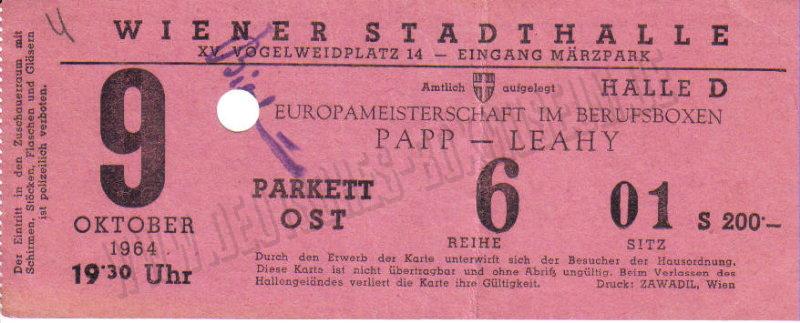 4
WIENER STADTHALLE
XV. VOGELWEIDPLATZ 14 — EINGANG MÄRZPARK
9
OKTOBER
1964
19·30 Uhr
Amtlich aufgelegt
HALLE D
EUROPAMEISTERSCHAFT IM BERUFSBOXEN
PAPP — LEAHY
PARKETT
OST
6
REIHE
01
SITZ
S 200·—
Durch den Erwerb der Karte unterwirft sich der Besucher der Hausordnung.
Diese Karte ist nicht übertragbar und ohne Abriß ungültig. Beim Verlassen des
Hallengeländes verliert die Karte ihre Gültigkeit. Druck: ZAWADIL, Wien
Der Eintritt in den Zuschauerraum mit
Schirmen, Stöcken, Flaschen und Gläsern
ist polizeilich verboten.